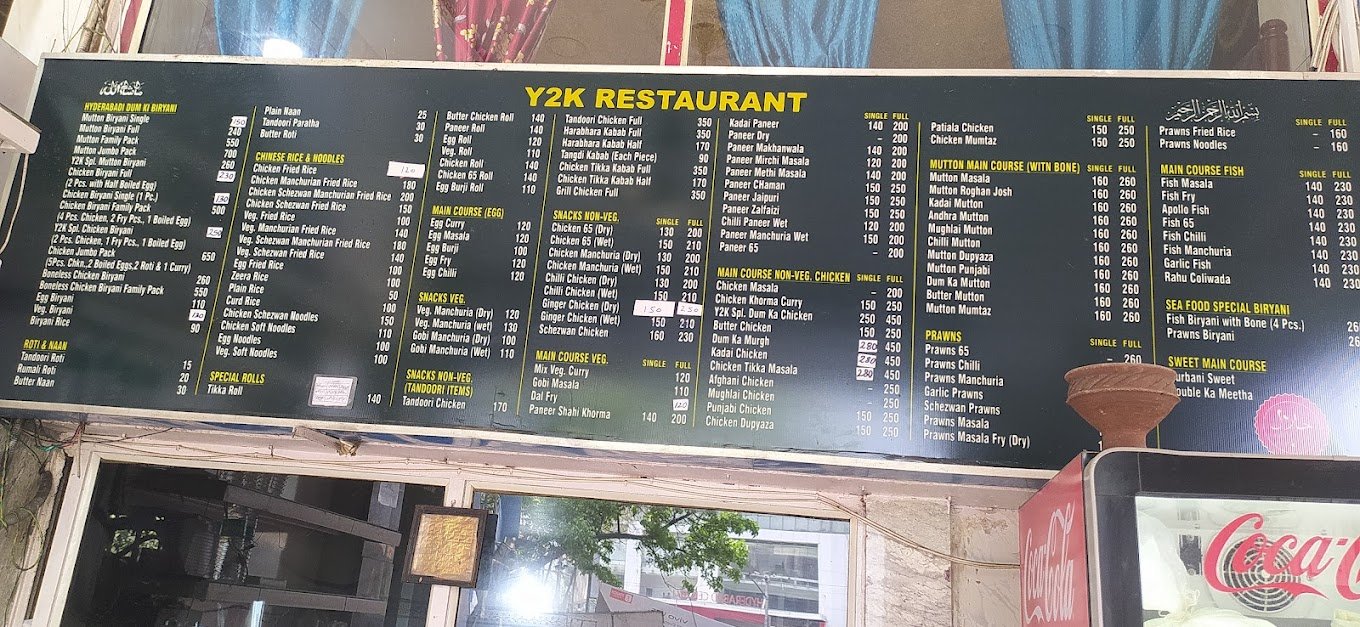 Y2K RESTAURANT
بسم الله الرحمن الرحيم
HYDERABADI DUM KI BIRYANI
Mutton Biryani Single 150
Mutton Biryani Full 240
Mutton Family Pack 550
Mutton Jumbo Pack 700
Y2K Spl. Mutton Biryani 260
Chicken Biryani Full 230
(2 Pcs. with Half Boiled Egg)
Chicken Biryani Single (1 Pc.) 150
Chicken Biryani Family Pack 500
(4 Pcs. Chicken, 2 Fry Pcs., 1 Boiled Egg)
Y2K Spl. Chicken Biryani 250
(2 Pcs. Chicken, 1 Fry Pcs., 1 Boiled Egg)
Chicken Jumbo Pack 650
(5Pcs. Chkn.,2 Boiled Eggs,2 Roti & 1 Curry)
Boneless Chicken Biryani 260
Boneless Chicken Biryani Family Pack 550
Egg Biryani 110
Veg. Biryani 120
Biryani Rice 90
ROTI & NAAN
Tandoori Roti 15
Rumali Roti 20
Butter Naan 30
Plain Naan 25
Tandoori Paratha 30
Butter Roti 30
CHINESE RICE & NOODLES
Chicken Fried Rice 120
Chicken Manchurian Fried Rice 180
Chicken Schezwan Manchurian Fried Rice 200
Chicken Schezwan Fried Rice 150
Veg. Fried Rice 100
Veg. Manchurian Fried Rice 140
Veg. Schezwan Manchurian Fried Rice 180
Veg. Schezwan Fried Rice 140
Egg Fried Rice 100
Zeera Rice 100
Plain Rice 50
Curd Rice 100
Chicken Schezwan Noodles 150
Chicken Soft Noodles 110
Egg Noodles 100
Veg. Soft Noodles 100
SPECIAL ROLLS
Tikka Roll 140
Butter Chicken Roll 140
Paneer Roll 140
Egg Roll 120
Veg. Roll 110
Chicken Roll 140
Chicken 65 Roll 140
Egg Burji Roll 110
MAIN COURSE (EGG)
Egg Curry 120
Egg Masala 120
Egg Burji 100
Egg Fry 120
Egg Chilli 120
SNACKS VEG.
Veg. Manchuria (Dry) 120
Veg. Manchuria (wet) 130
Gobi Manchuria (Dry) 100
Gobi Manchuria (Wet) 110
SNACKS NON-VEG.
(TANDOORI ITEMS)
Tandoori Chicken 170
Tandoori Chicken Full 350
Harabhara Kabab Full 350
Harabhara Kabab Half 170
Tangdi Kabab (Each Piece) 90
Chicken Tikka Kabab Full 350
Chicken Tikka Kabab Half 170
Grill Chicken Full 350
SNACKS NON-VEG. SINGLE FULL
Chicken 65 (Dry) 130 200
Chicken 65 (Wet) 150 210
Chicken Manchuria (Dry) 130 200
Chicken Manchuria (Wet) 150 210
Chilli Chicken (Dry) 130 200
Chilli Chicken (Wet) 150 210
Ginger Chicken (Dry) 150 230
Ginger Chicken (Wet) 150 210
Schezwan Chicken 160 230
MAIN COURSE VEG. SINGLE FULL
Mix Veg. Curry 120
Gobi Masala 110
Dal Fry 120
Paneer Shahi Khorma 140 200
SINGLE FULL
Kadai Paneer 140 200
Paneer Dry – 200
Paneer Makhanwala 140 200
Paneer Mirchi Masala 120 200
Paneer Methi Masala 140 200
Paneer CHaman 150 250
Paneer Jaipuri 150 250
Paneer Zalfaizi 150 250
Chilli Paneer Wet 120 200
Paneer Manchuria Wet 150 200
Paneer 65 – 200
MAIN COURSE NON-VEG. CHICKEN SINGLE FULL
Chicken Masala – 200
Chicken Khorma Curry 150 250
Y2K Spl. Dum Ka Chicken 250 450
Butter Chicken 150 250
Dum Ka Murgh 280 450
Kadai Chicken 280 450
Chicken Tikka Masala 280 450
Afghani Chicken – 250
Mughlai Chicken – 250
Punjabi Chicken 150 250
Chicken Dupyaza 150 250
SINGLE FULL
Patiala Chicken 150 250
Chicken Mumtaz 150 250
MUTTON MAIN COURSE (WITH BONE)
Mutton Masala 160 260
Mutton Roghan Josh 160 260
Kadai Mutton 160 260
Andhra Mutton 160 260
Mughlai Mutton 160 260
Chilli Mutton 160 260
Mutton Dupyaza 160 260
Mutton Punjabi 160 260
Dum Ka Mutton 160 260
Butter Mutton 160 260
Mutton Mumtaz 160 260
PRAWNS SINGLE FULL
Prawns 65 – 260
Prawns Chilli
Prawns Manchuria
Garlic Prawns
Schezwan Prawns
Prawns Masala
Prawns Masala Fry (Dry)
SINGLE FULL
Prawns Fried Rice – 160
Prawns Noodles – 160
MAIN COURSE FISH SINGLE FULL
Fish Masala 140 230
Fish Fry 140 230
Apollo Fish 140 230
Fish 65 140 230
Fish Chilli 140 230
Fish Manchuria 140 230
Garlic Fish 140 230
Rahu Coliwada 140 230
SEA FOOD SPECIAL BIRYANI
Fish Biryani with Bone (4 Pcs.)
Prawns Biryani
SWEET MAIN COURSE
urbani Sweet
ouble Ka Meetha
حلال
Coca-Cola
Coca-C